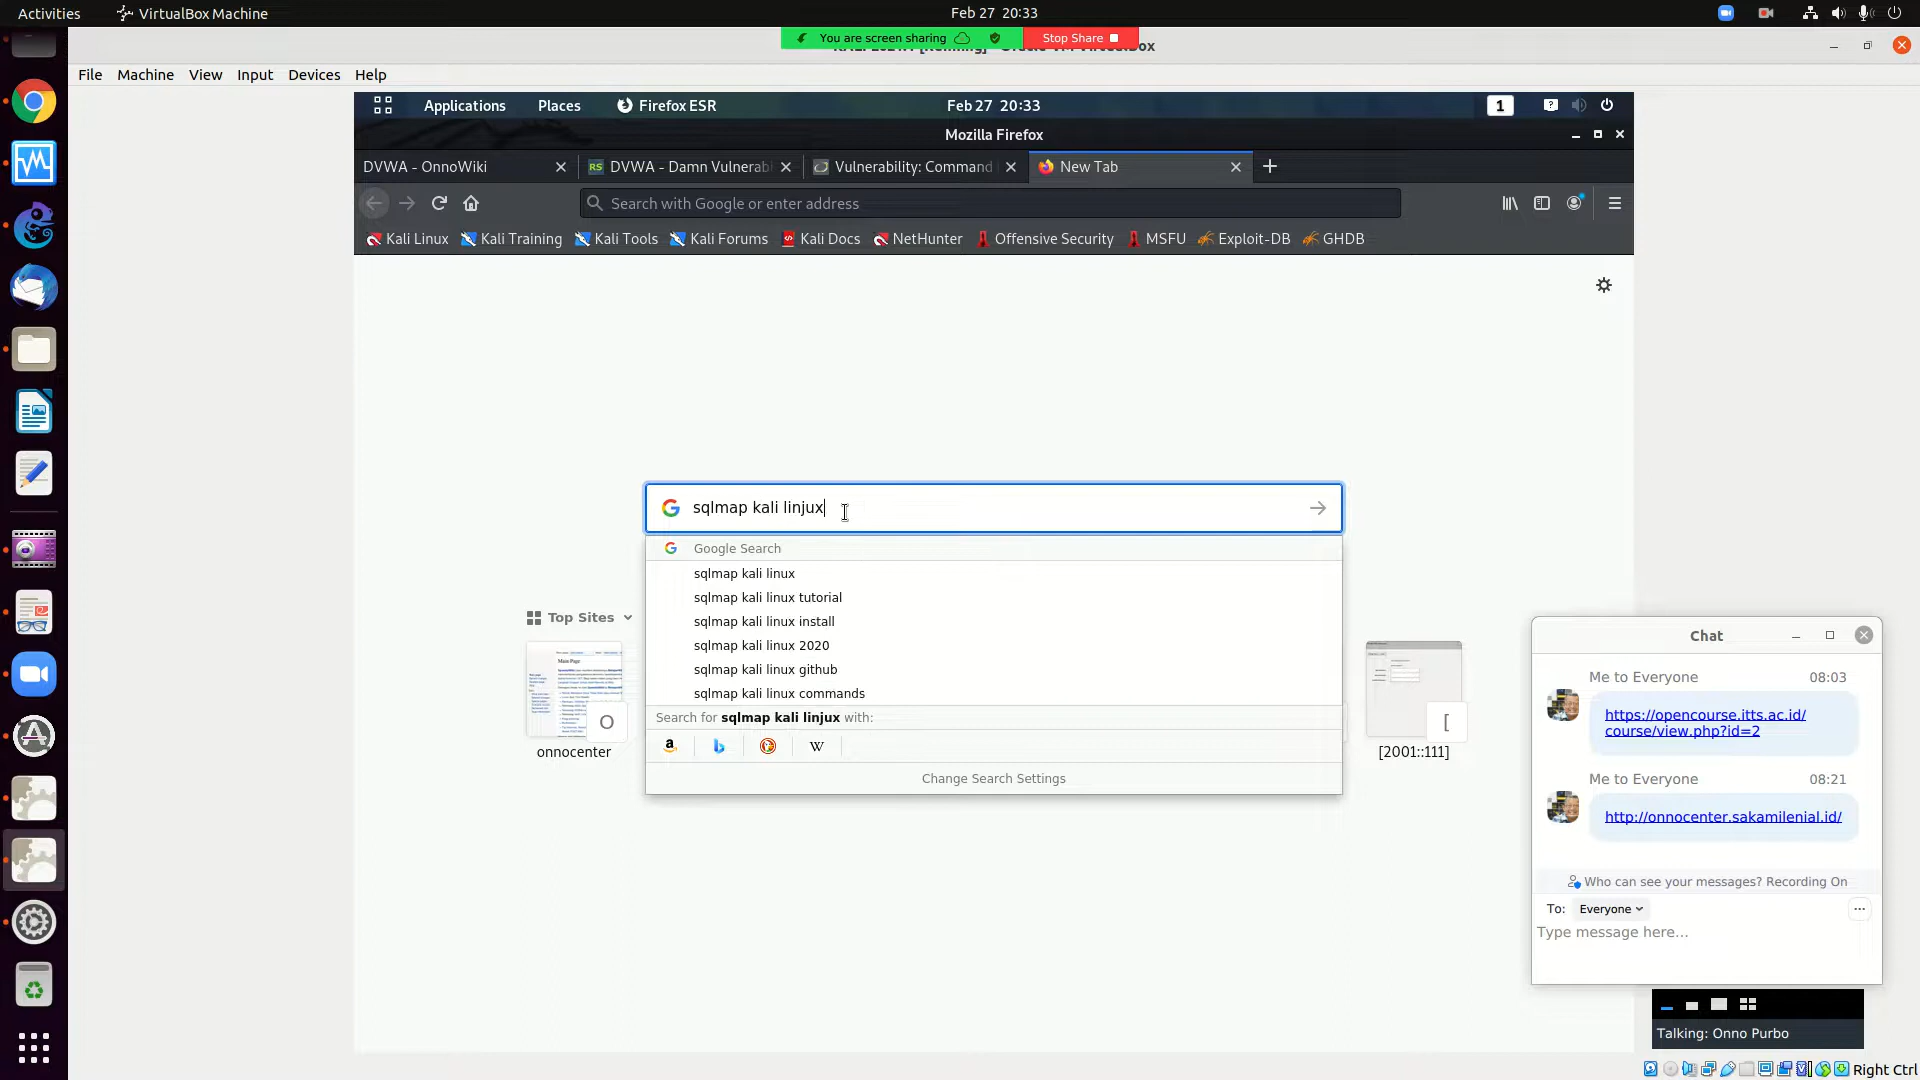 Activities
VirtualBox Machine
Feb 27 20:33
You are screen sharing
Stop Share
File Machine View Input Devices Help
Applications Places Firefox ESR
Feb 27 20:33
1
Mozilla Firefox
DVWA - OnnoWiki
DVWA - Damn Vulnerabl
Vulnerability: Command
New Tab
Search with Google or enter address
Kali Linux Kali Training Kali Tools Kali Forums Kali Docs NetHunter Offensive Security MSFU Exploit-DB GHDB
sqlmap kali linjux
Google Search
sqlmap kali linux
sqlmap kali linux tutorial
sqlmap kali linux install
sqlmap kali linux 2020
sqlmap kali linux github
sqlmap kali linux commands
Search for sqlmap kali linjux with:
Change Search Settings
Top Sites
O
onnocenter
[
[2001::111]
Chat
Me to Everyone 08:03
https://opencourse.itts.ac.id/
course/view.php?id=2
Me to Everyone 08:21
http://onnocenter.sakamilenial.id/
Who can see your messages? Recording On
To: Everyone
Type message here...
Talking: Onno Purbo
Right Ctrl